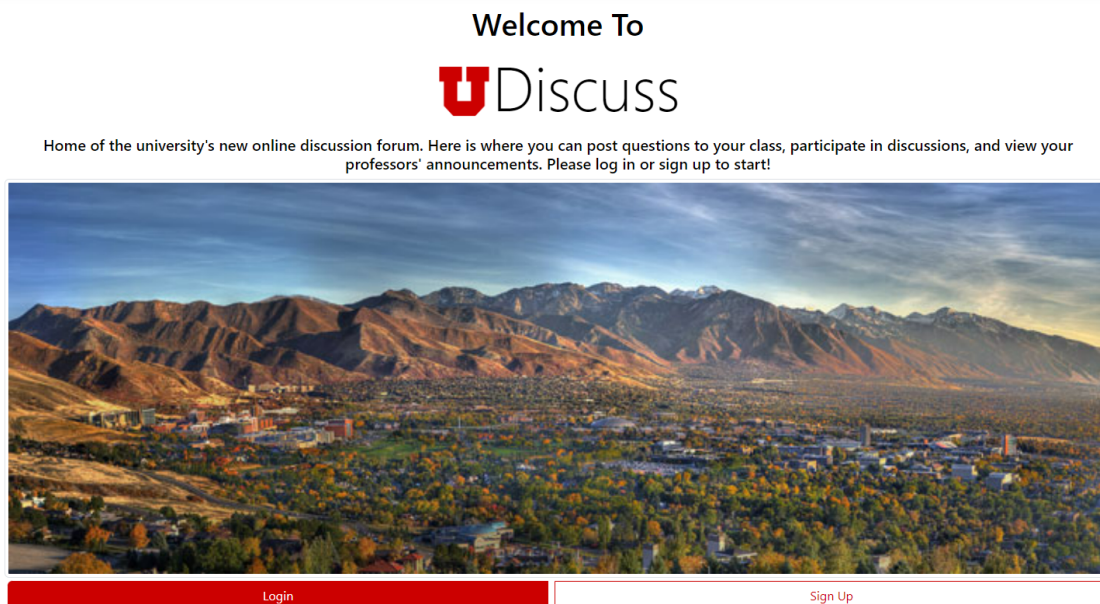 Welcome To
U Discuss
Home of the university's new online discussion forum. Here is where you can post questions to your class, participate in discussions, and view your
professors' announcements. Please log in or sign up to start!
Login
Sign Up